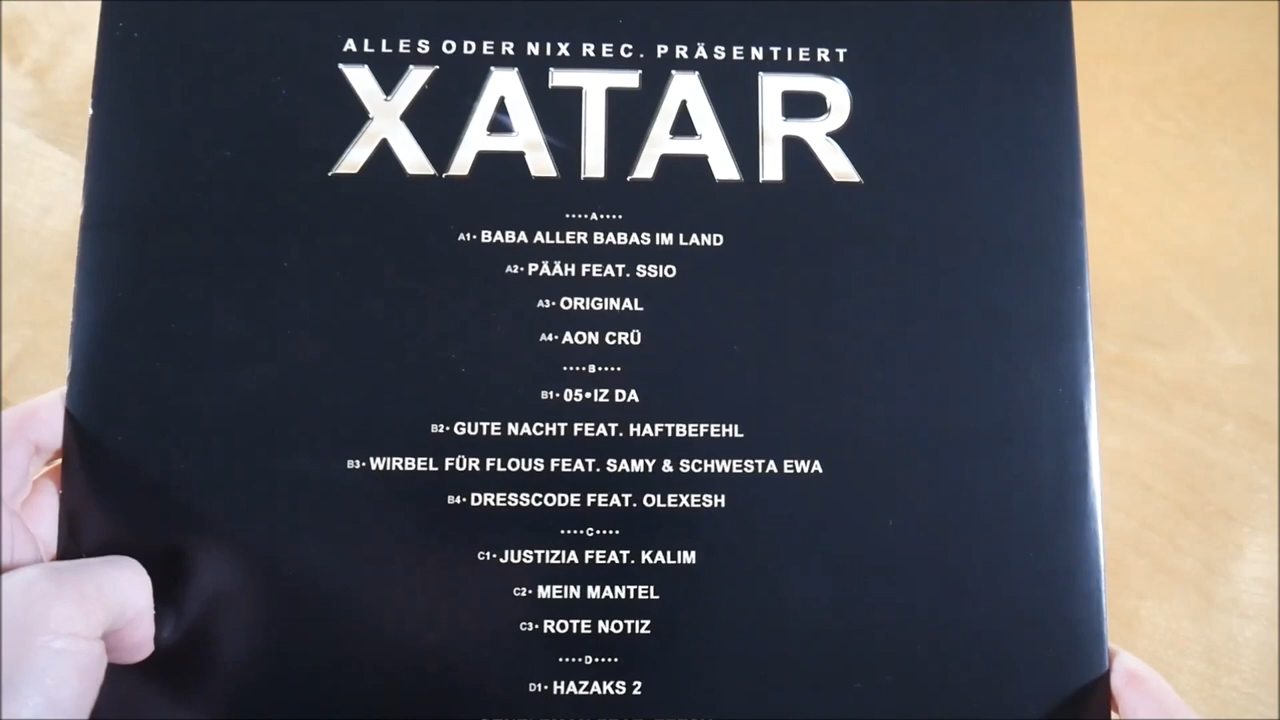 ALLES ODER NIX REC. PRÄSENTIERT
XATAR
····A····
A1· BABA ALLER BABAS IM LAND
A2· PÄÄH FEAT. SSIO
A3· ORIGINAL
A4· AON CRÜ
····B····
B1· 05·IZ DA
B2· GUTE NACHT FEAT. HAFTBEFEHL
B3· WIRBEL FÜR FLOUS FEAT. SAMY & SCHWESTA EWA
B4· DRESSCODE FEAT. OLEXESH
····C····
C1· JUSTIZIA FEAT. KALIM
C2· MEIN MANTEL
C3· ROTE NOTIZ
····D····
D1· HAZAKS 2